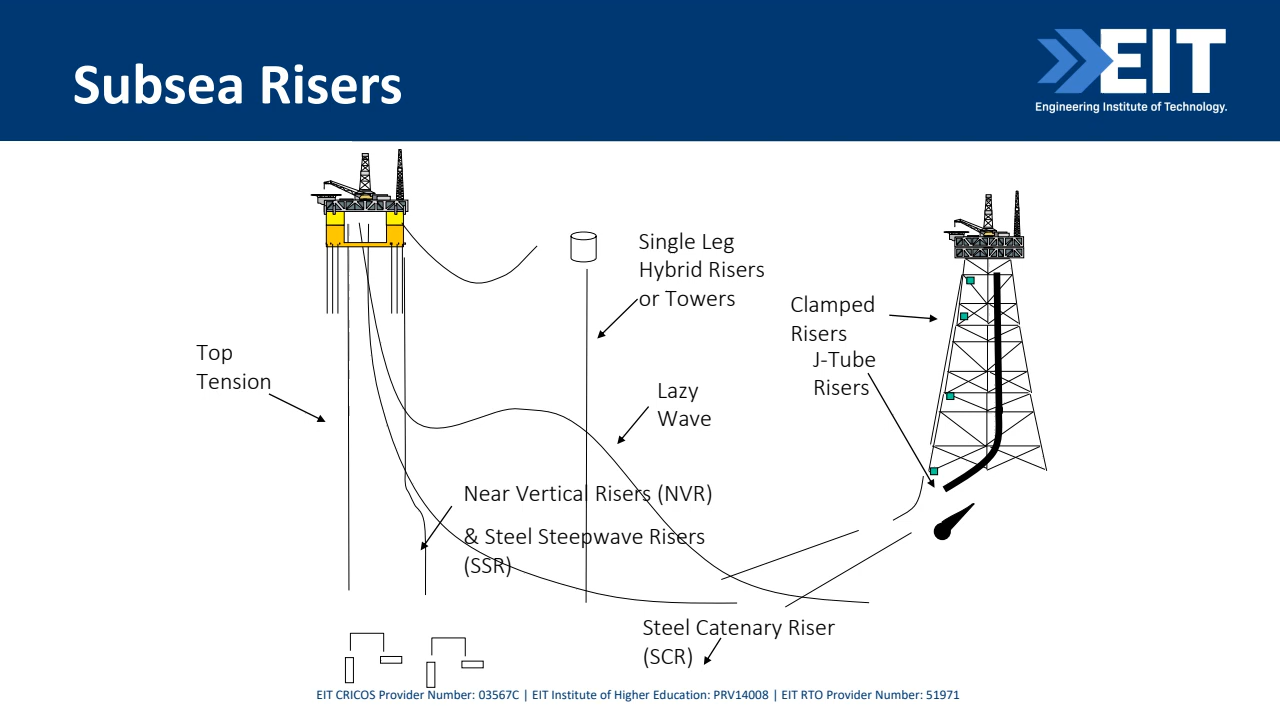 Subsea Risers
EIT
Engineering Institute of Technology.
Single Leg
Hybrid Risers
or Towers
Clamped
Risers
J-Tube
Risers
Top
Tension
Lazy
Wave
Near Vertical Risers (NVR)
& Steel Steepwave Risers
(SSR)
Steel Catenary Riser
(SCR)
EIT CRICOS Provider Number: 03567C | EIT Institute of Higher Education: PRV14008 | EIT RTO Provider Number: 51971